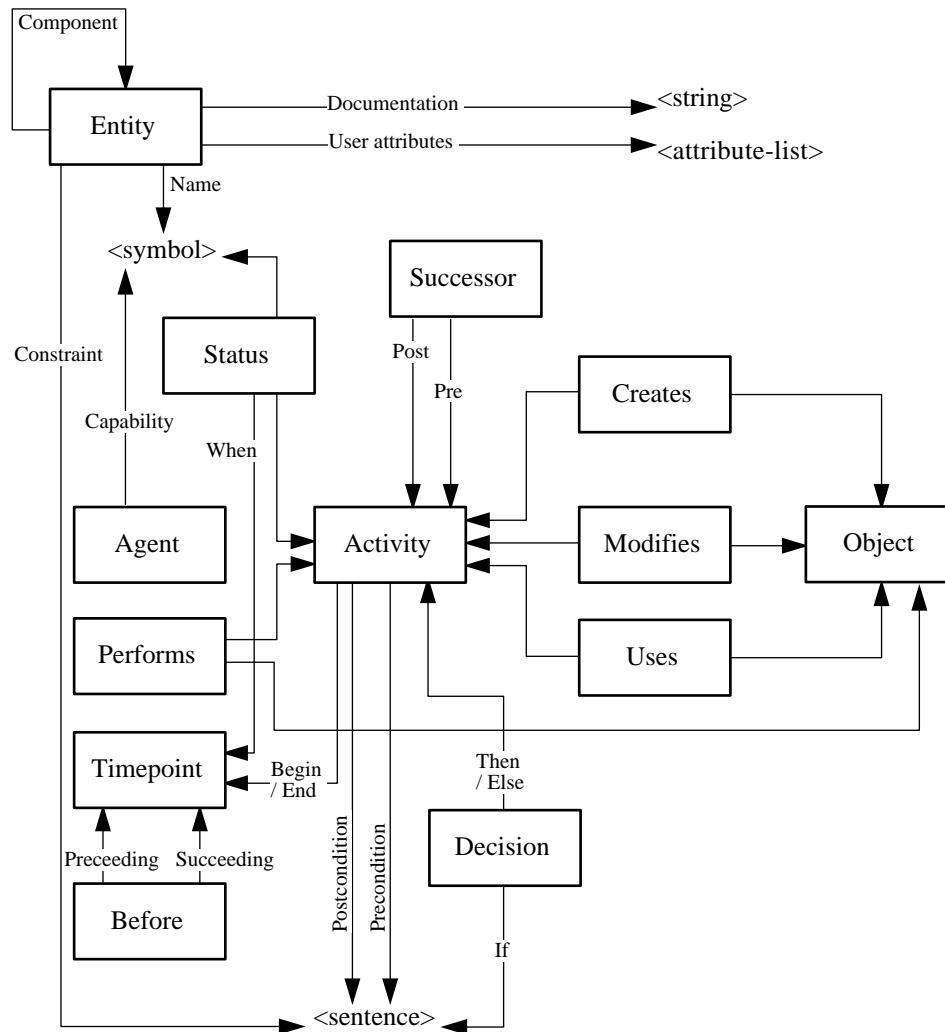 Component
Entity
Documentation
<string>
User attributes
<attribute-list>
Name
<symbol>
Successor
Constraint
Status
Post
Pre
Creates
Capability
When
Agent
Activity
Modifies
Object
Performs
Uses
Timepoint
Begin
/ End
Then
/ Else
Preceeding
Succeeding
Postcondition
Precondition
Decision
Before
If
<sentence>